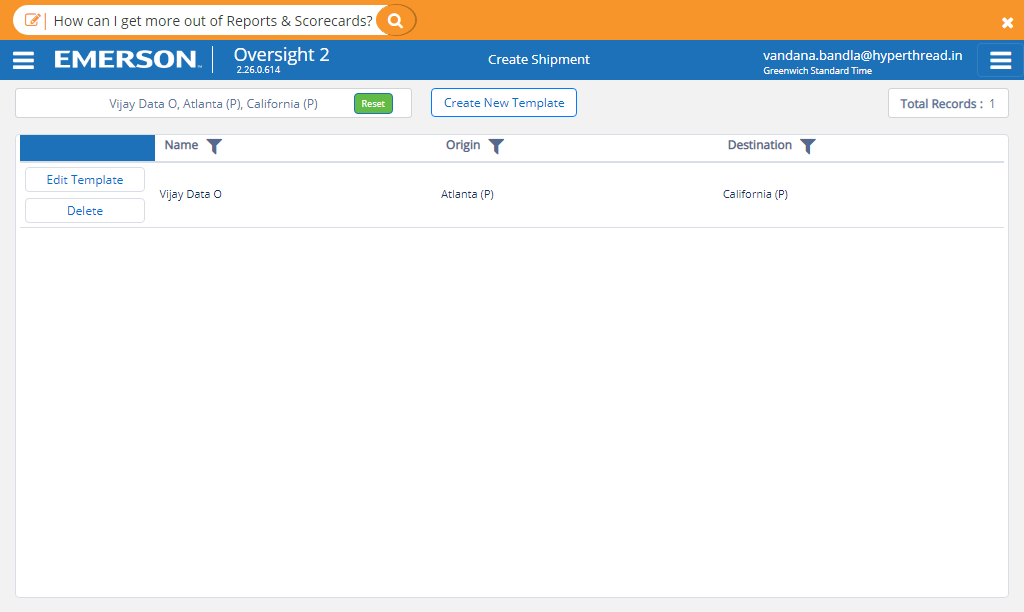 How can I get more out of Reports & Scorecards?
EMERSON™ Oversight 2
2.26.0.614
Create Shipment
vandana.bandla@hyperthread.in
Greenwich Standard Time
Vijay Data O, Atlanta (P), California (P) Reset
Create New Template
Total Records : 1
Name Origin Destination
Edit Template
Vijay Data O Atlanta (P) California (P)
Delete